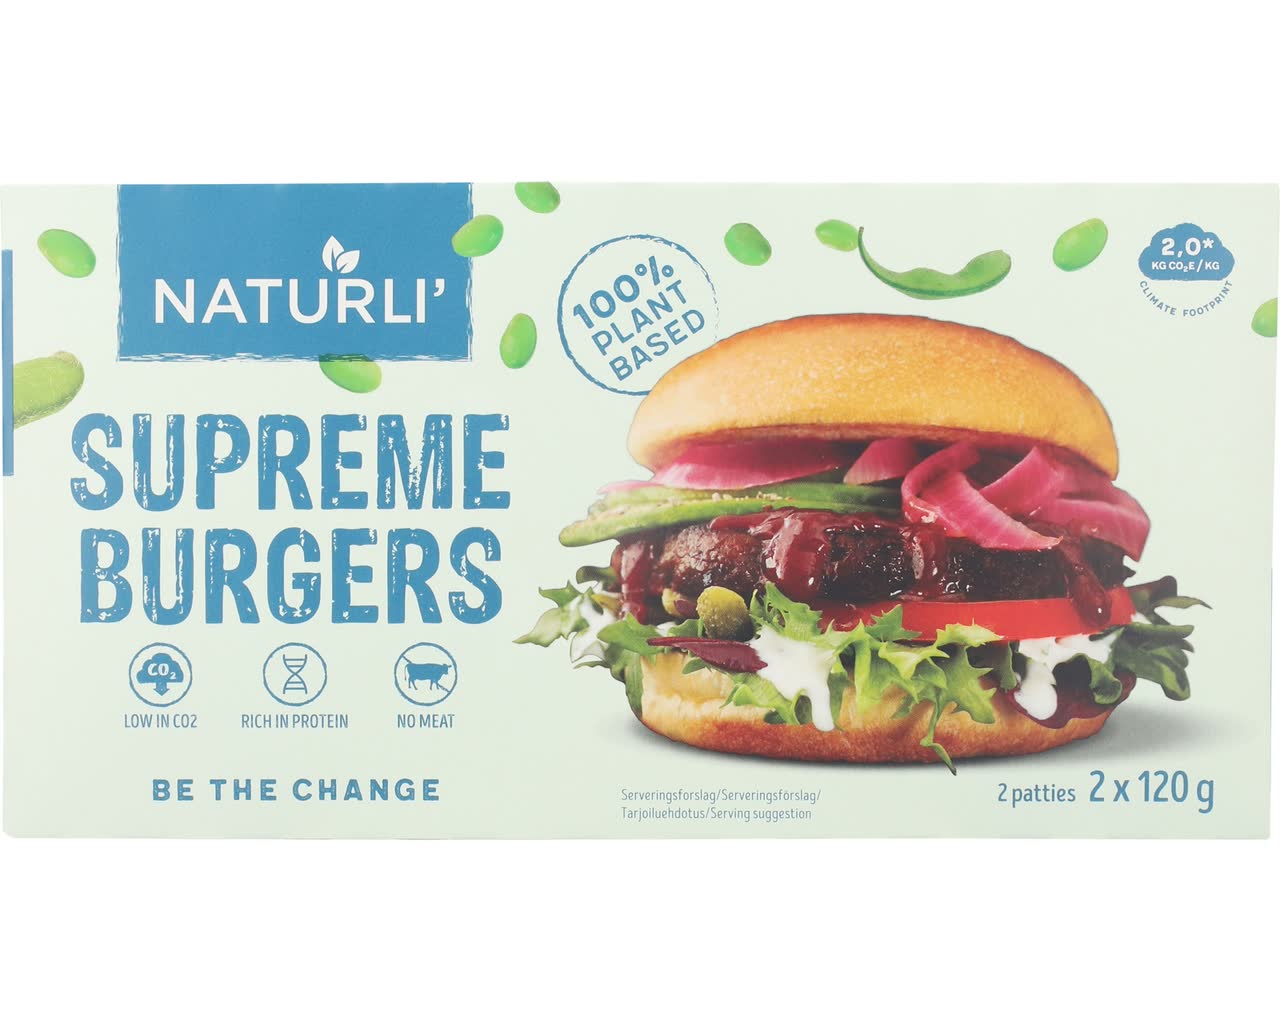 NATURLI'
100%
PLANT
BASED
2,0*
KG CO₂E/KG
CLIMATE FOOTPRINT
SUPREME
BURGERS
CO₂
LOW IN CO2
RICH IN PROTEIN
NO MEAT
BE THE CHANGE
Serveringsforslag/Serveringsförslag/
Tarjoiluehdotus/Serving suggestion
2 patties 2 x 120 g